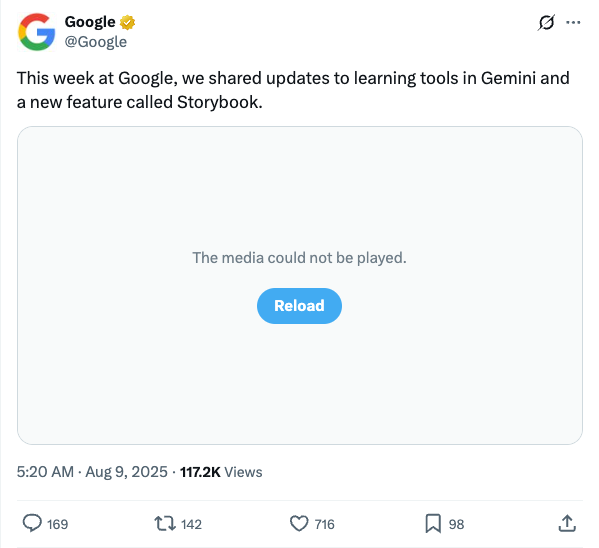 Google
@Google
This week at Google, we shared updates to learning tools in Gemini and
a new feature called Storybook.
The media could not be played.
Reload
5:20 AM · Aug 9, 2025 · 117.2K Views
169 142 716 98